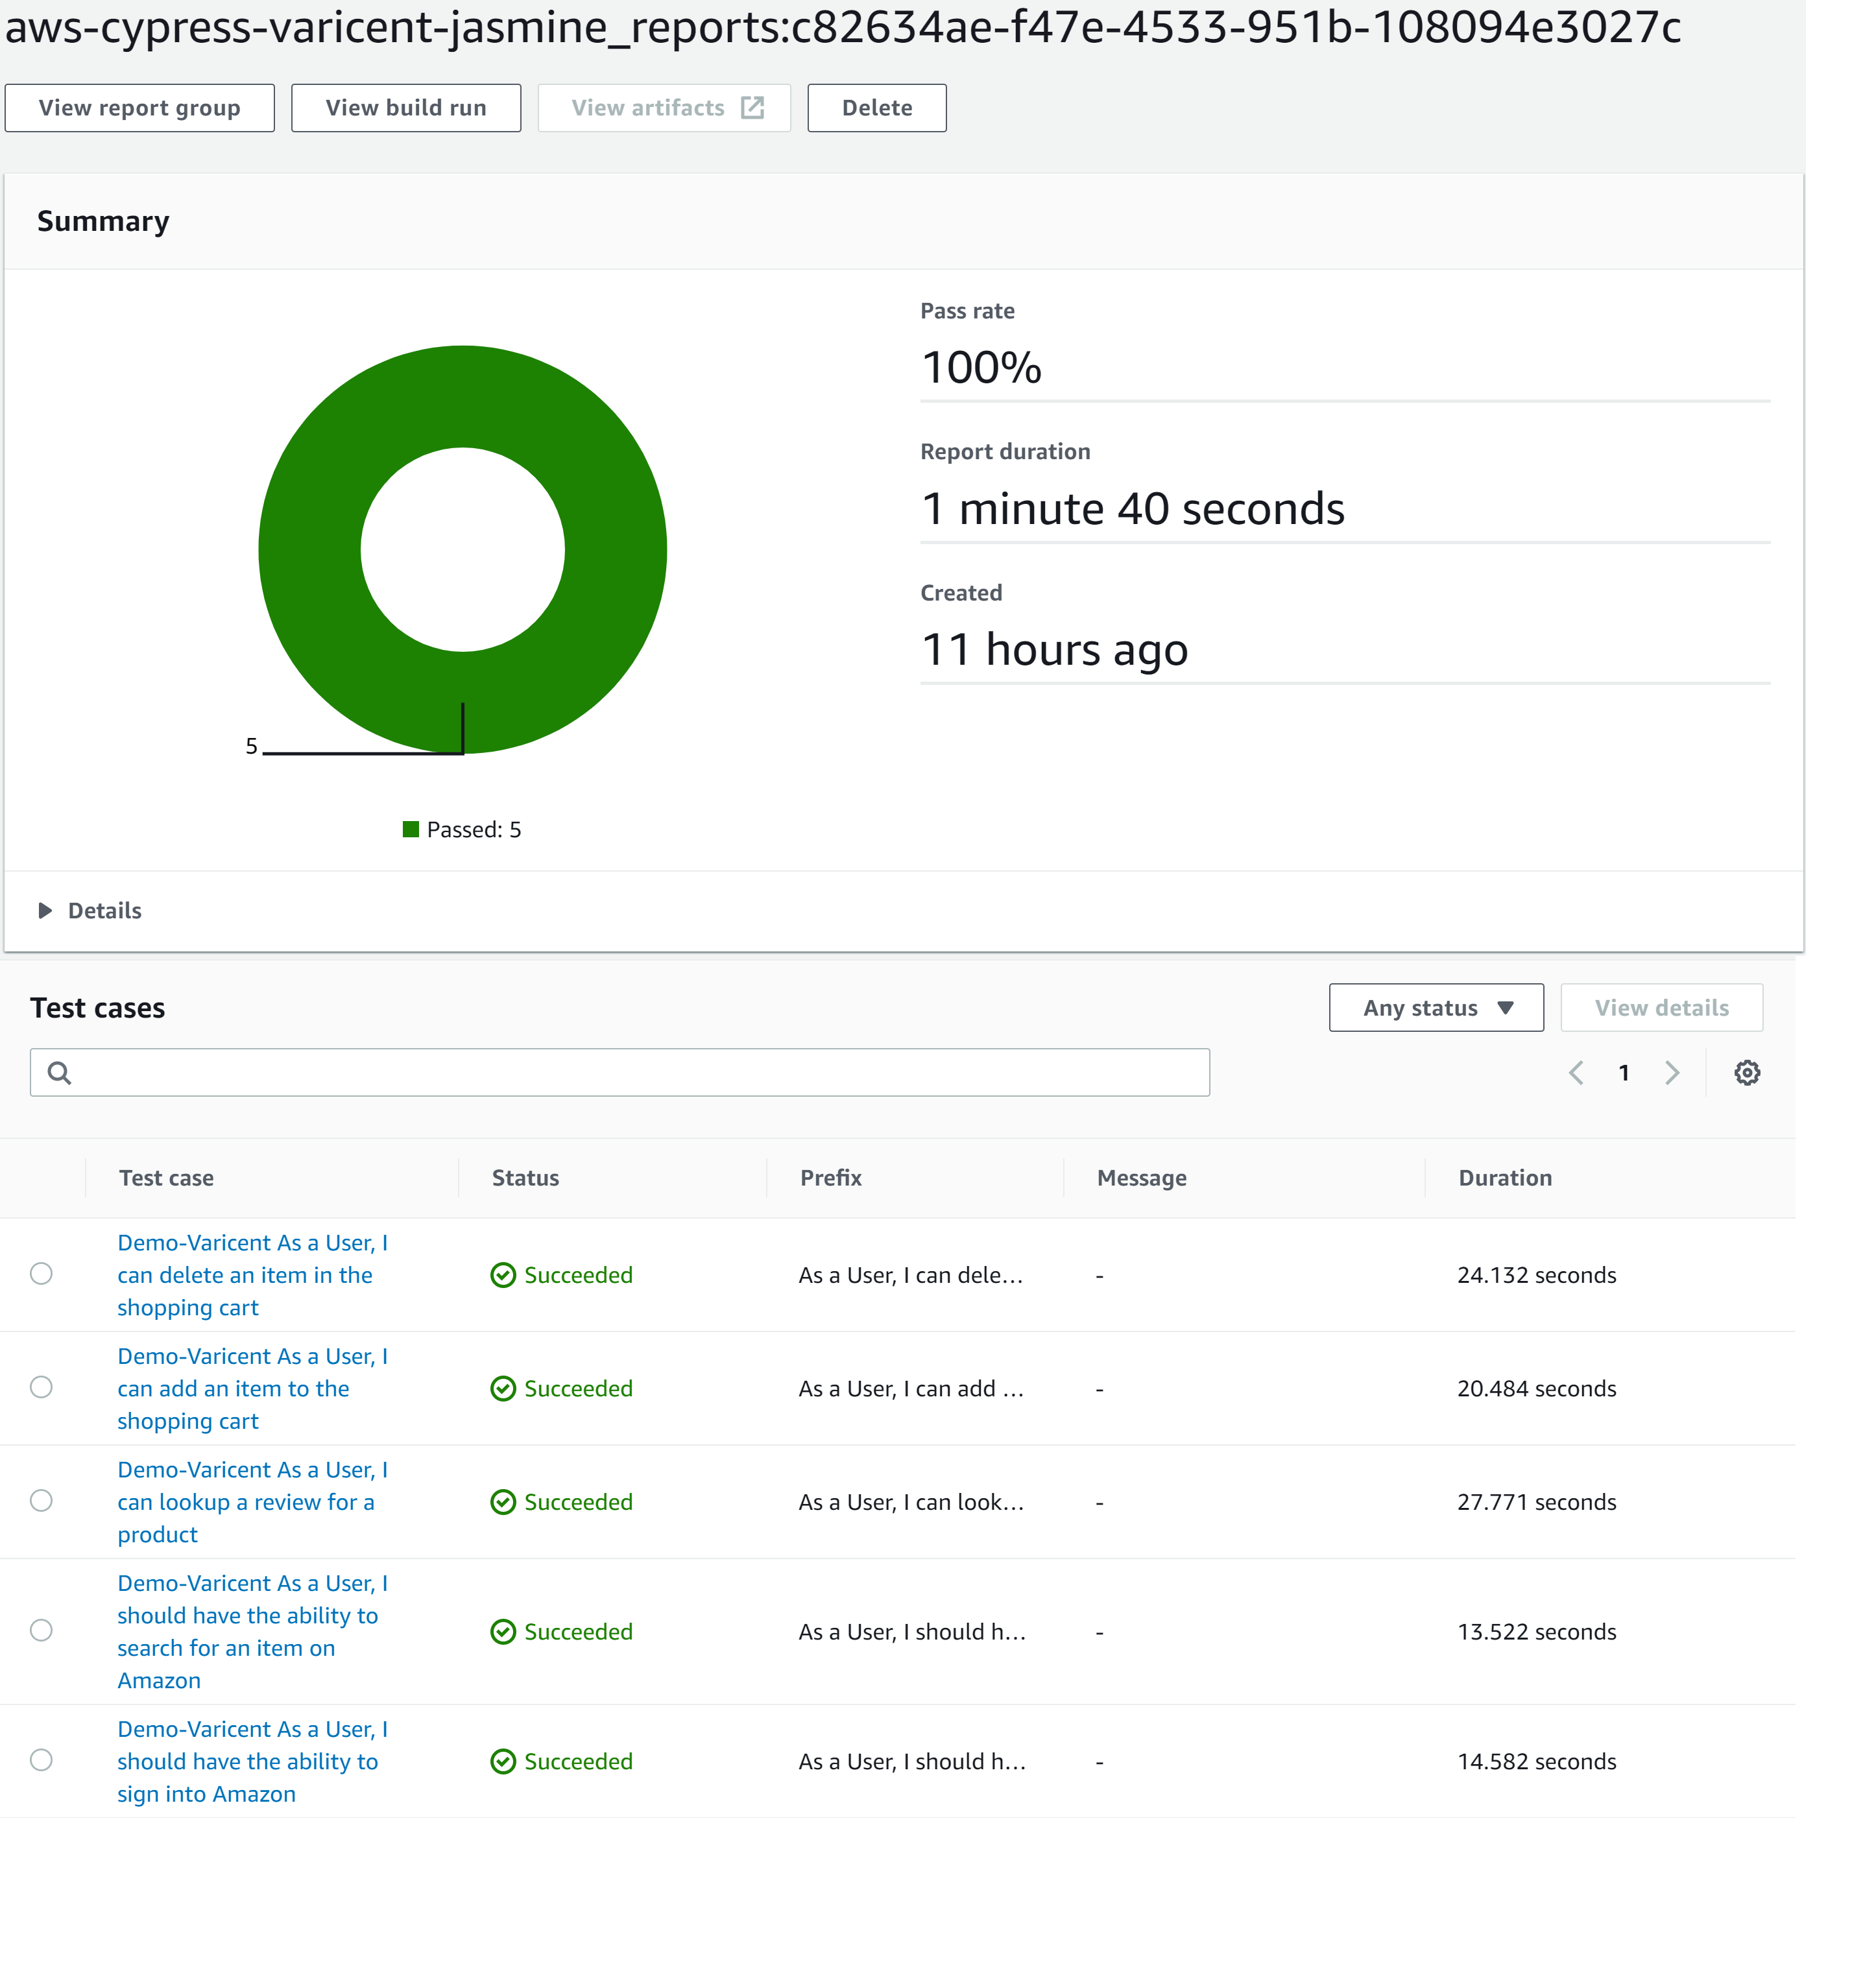 aws-cypress-varicent-jasmine_reports:c82634ae-f47e-4533-951b-108094e3027c
View report group View build run View artifacts Delete
Summary
Pass rate
100%
Report duration
1 minute 40 seconds
Created
11 hours ago
5
Passed: 5
Details
Test cases Any status View details
1
Test case Status Prefix Message Duration
Demo-Varicent As a User, I
can delete an item in the
shopping cart
Succeeded As a User, I can dele... - 24.132 seconds
Demo-Varicent As a User, I
can add an item to the
shopping cart
Succeeded As a User, I can add ... - 20.484 seconds
Demo-Varicent As a User, I
can lookup a review for a
product
Succeeded As a User, I can look... - 27.771 seconds
Demo-Varicent As a User, I
should have the ability to
search for an item on
Amazon
Succeeded As a User, I should h... - 13.522 seconds
Demo-Varicent As a User, I
should have the ability to
sign into Amazon
Succeeded As a User, I should h... - 14.582 seconds